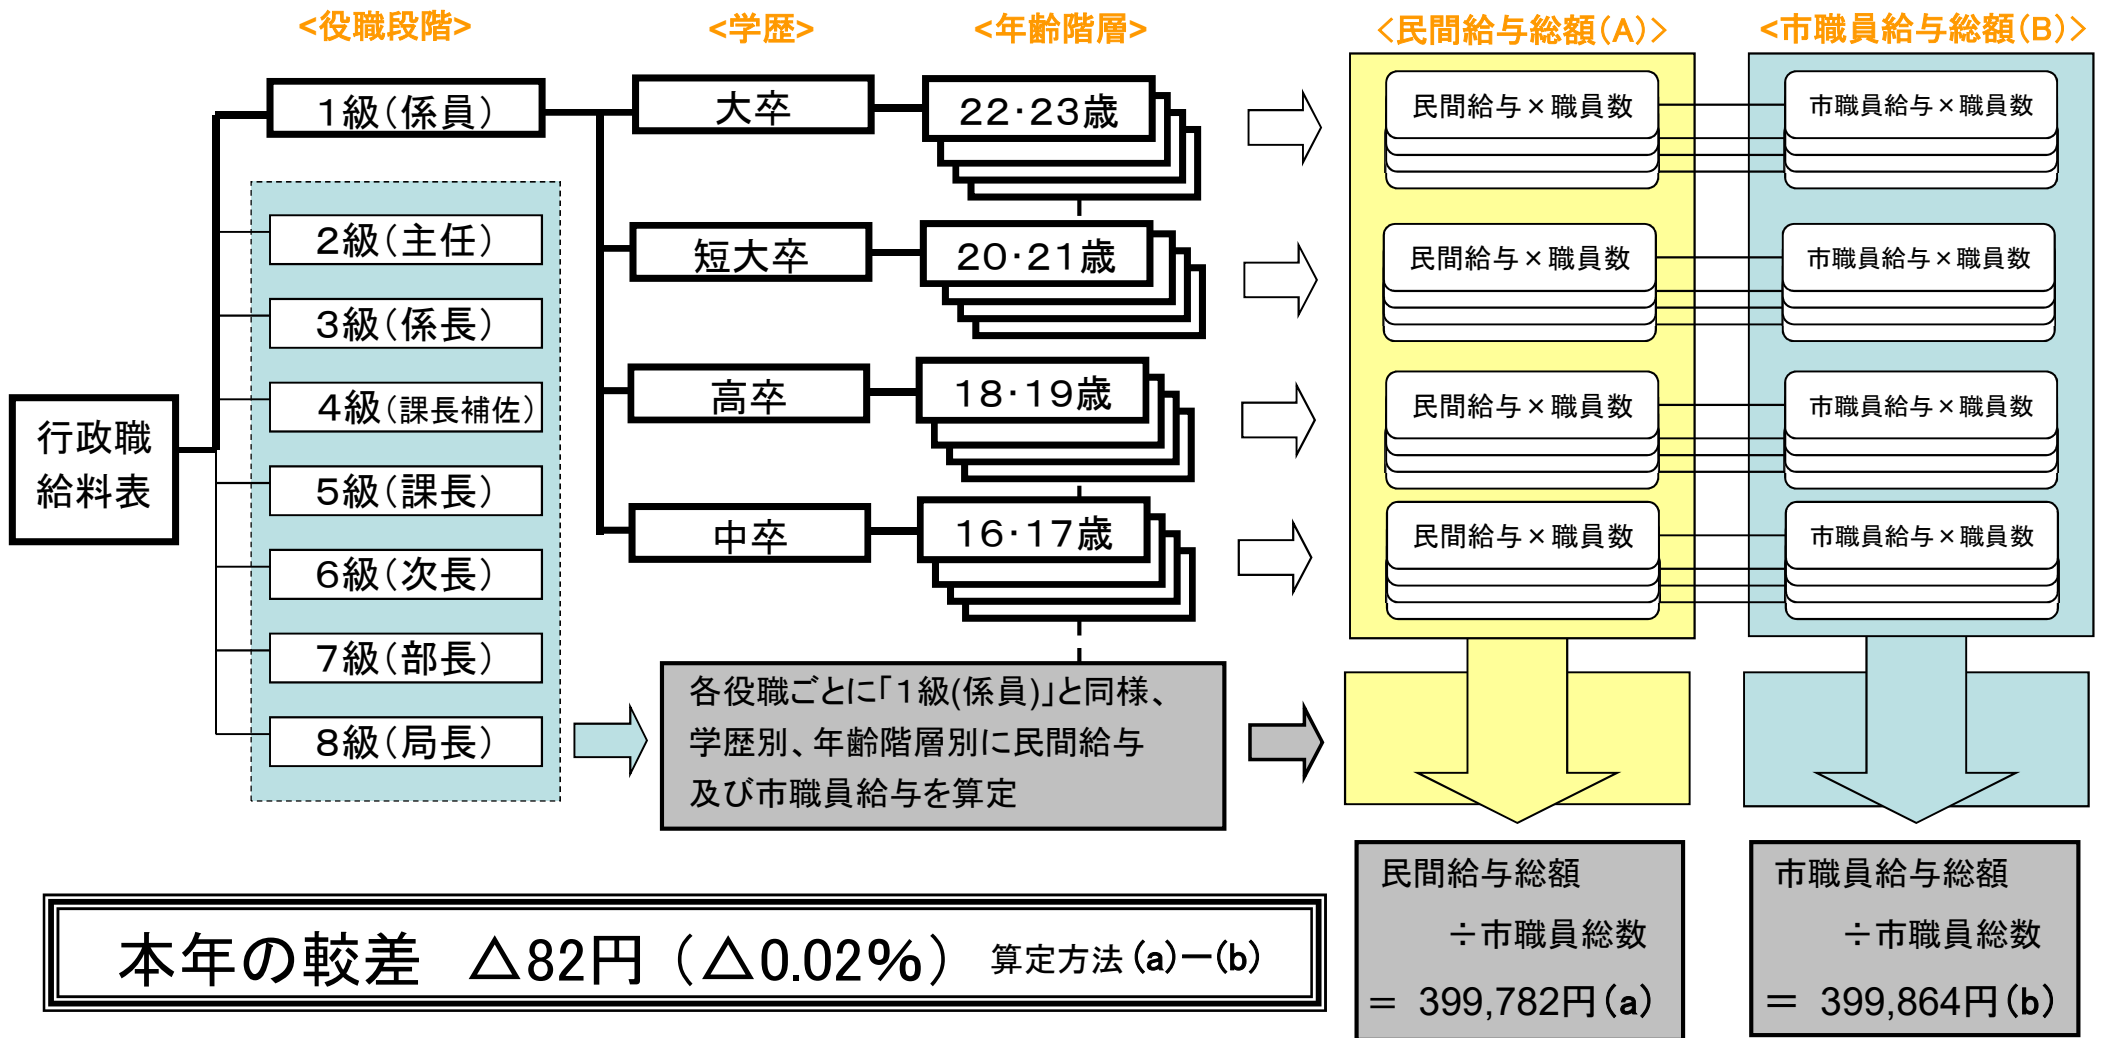 <役職段階>
<学歴>
<年齢階層>
<民間給与総額(A)>
<市職員給与総額(B)>
行政職
給料表
1級(係員)
2級(主任)
3級(係長)
4級(課長補佐)
5級(課長)
6級(次長)
7級(部長)
8級(局長)
大卒
22・23歳
民間給与×職員数
市職員給与×職員数
短大卒
20・21歳
民間給与×職員数
市職員給与×職員数
高卒
18・19歳
民間給与×職員数
市職員給与×職員数
中卒
16・17歳
民間給与×職員数
市職員給与×職員数
各役職ごとに「1級(係員)」と同様、
学歴別、年齢階層別に民間給与
及び市職員給与を算定
民間給与総額
÷市職員総数
= 399,782円(a)
市職員給与総額
÷市職員総数
= 399,864円(b)
本年の較差 △82円(△0.02%) 算定方法(a)ー(b)